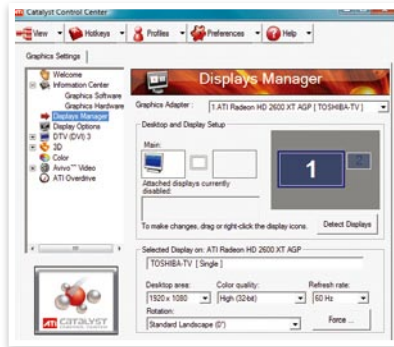 Catalyst Control Center
View Hotkeys Profiles Preferences Help
Graphics Settings
Welcome
Information Center
Graphics Software
Graphics Hardware
Displays Manager
Display Options
DTV (DVI) 3
3D
Color
Avivo™ Video
ATI Overdrive
ATI CATALYST
CONTROL CENTER
Displays Manager
Graphics Adapter : 1.ATI Radeon HD 2600 XT AGP [ TOSHIBA-TV ]
Desktop and Display Setup
Main:
1 2
Attached displays currently
disabled:
To make changes, drag or right-click the display icons. Detect Displays
Selected Display on: ATI Radeon HD 2600 XT AGP
TOSHIBA-TV [ Single ]
Desktop area: Color quality: Refresh rate:
1920 x 1080 High (32-bit) 60 Hz
Rotation:
Standard Landscape (0°) Force ...